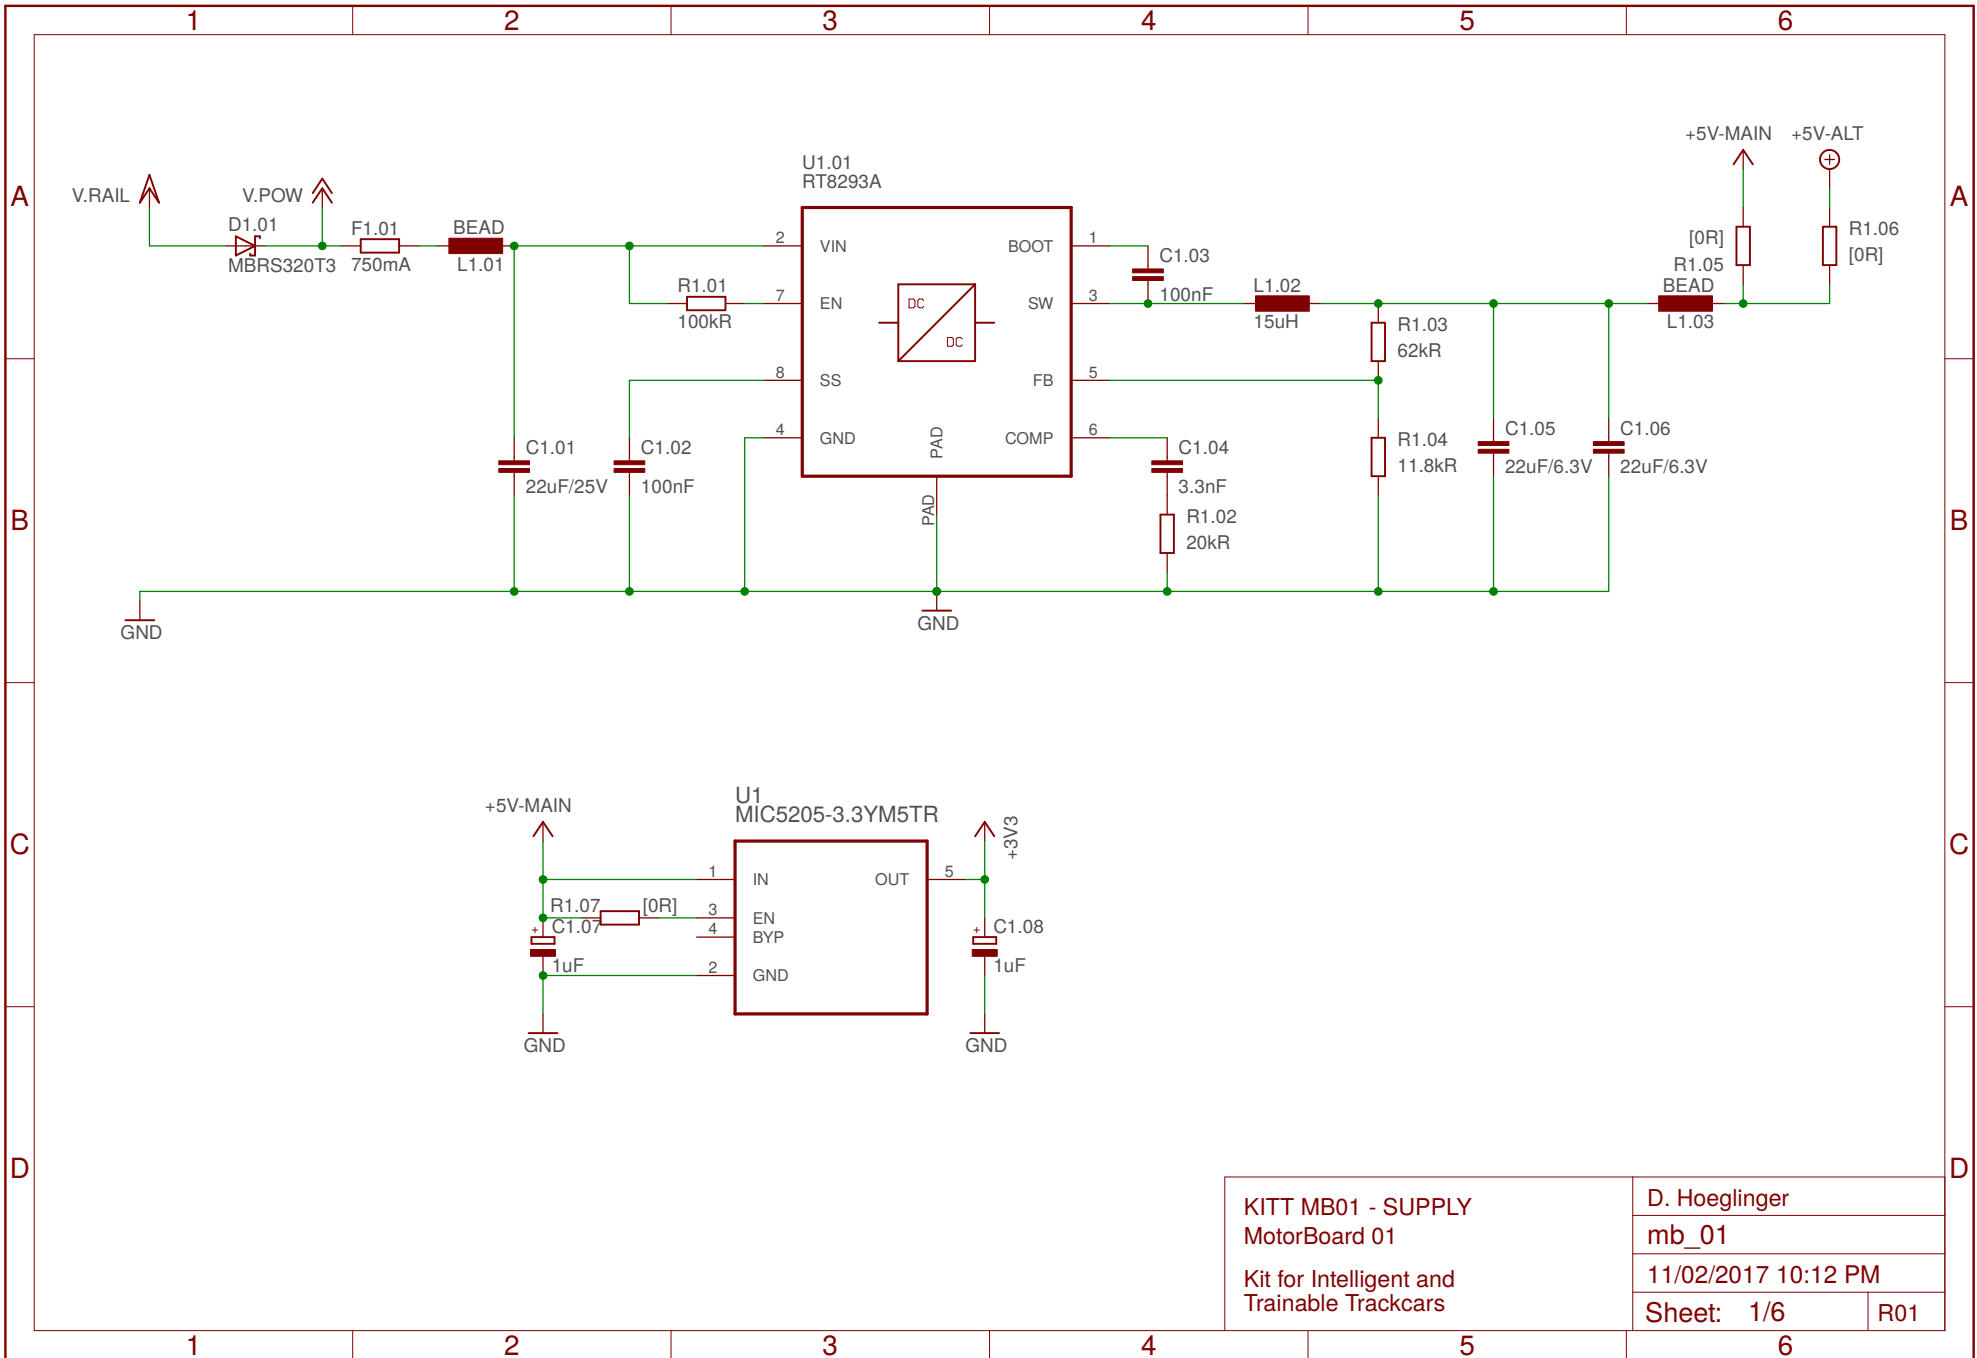 1 2 3 4 5 6
+5V-MAIN +5V-ALT
U1.01
RT8293A
A V.RAIL V.POW A
D1.01 F1.01 BEAD
MBRS320T3 750mA L1.01
2 VIN BOOT 1
C1.03
100nF
[0R] R1.06
R1.05 [0R]
R1.01
100kR
7 EN SW 3
DC
DC
L1.02
15uH
BEAD
L1.03
R1.03
62kR
8 SS FB 5
4 GND PAD COMP 6
C1.01
22uF/25V
C1.02
100nF
C1.04
3.3nF
R1.04
11.8kR
C1.05
22uF/6.3V
C1.06
22uF/6.3V
PAD
R1.02
20kR
B B
GND GND
+5V-MAIN
U1
MIC5205-3.3YM5TR
+3V3
C C
1 IN OUT 5
R1.07 [0R] 3 EN
C1.07 4 BYP
+
1uF 2 GND
C1.08
+
1uF
GND GND
D D
KITT MB01 - SUPPLY
MotorBoard 01
Kit for Intelligent and
Trainable Trackcars
D. Hoeglinger
mb_01
11/02/2017 10:12 PM
Sheet: 1/6 R01
1 2 3 4 5 6